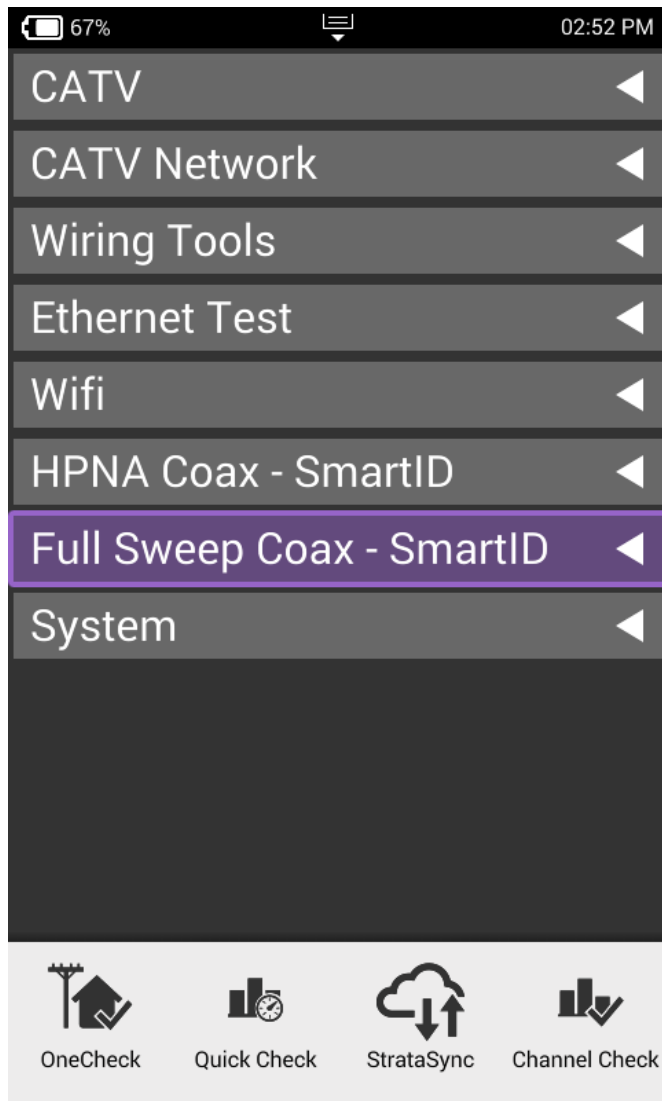 67%
02:52 PM
CATV
CATV Network
Wiring Tools
Ethernet Test
Wifi
HPNA Coax - SmartID
Full Sweep Coax - SmartID
System
OneCheck
Quick Check
StrataSync
Channel Check